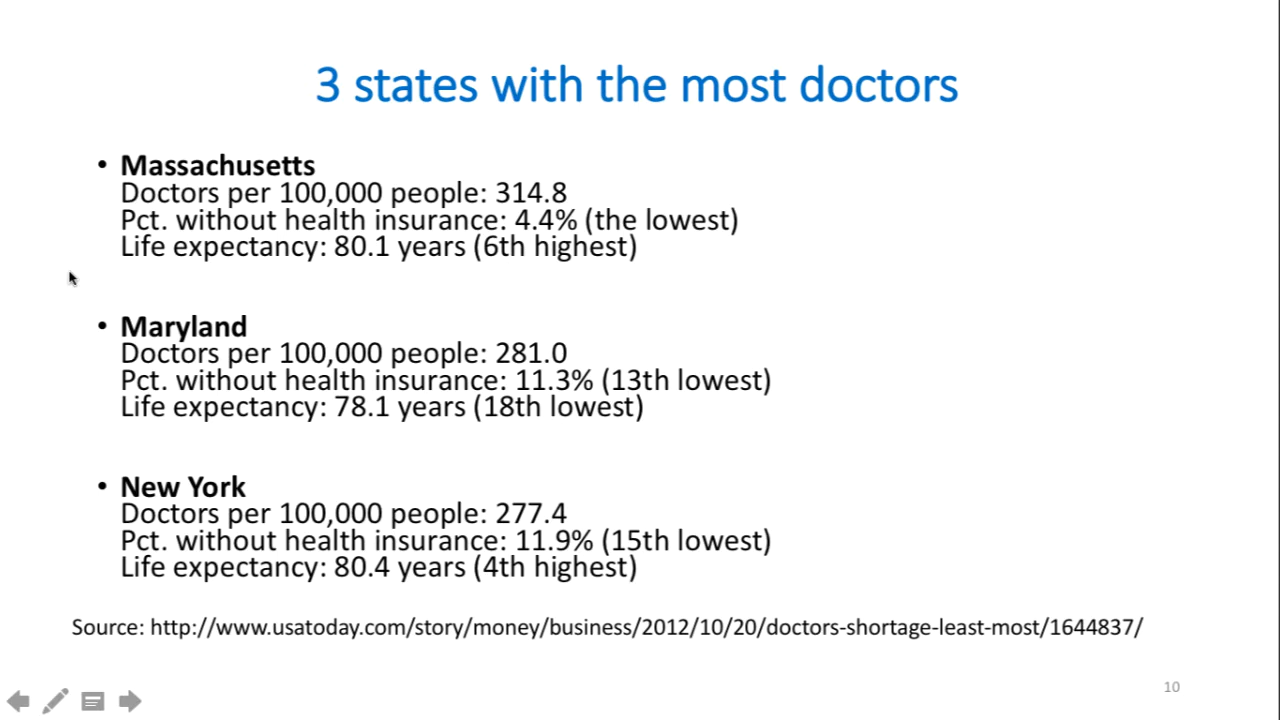 3 states with the most doctors
• Massachusetts
Doctors per 100,000 people: 314.8
Pct. without health insurance: 4.4% (the lowest)
Life expectancy: 80.1 years (6th highest)
• Maryland
Doctors per 100,000 people: 281.0
Pct. without health insurance: 11.3% (13th lowest)
Life expectancy: 78.1 years (18th lowest)
• New York
Doctors per 100,000 people: 277.4
Pct. without health insurance: 11.9% (15th lowest)
Life expectancy: 80.4 years (4th highest)
Source: http://www.usatoday.com/story/money/business/2012/10/20/doctors-shortage-least-most/1644837/
10